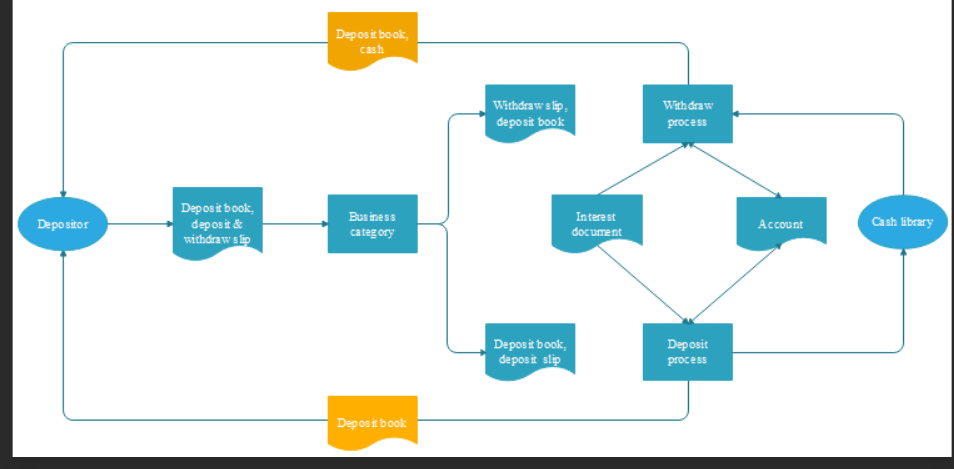 Deposit book,
cash
Withdraw slip,
deposit book
Withdraw
process
Depositor
Deposit book,
deposit &
withdraw slip
Business
category
Interest
document
Account
Cash library
Deposit book,
deposit slip
Deposit
process
Deposit book